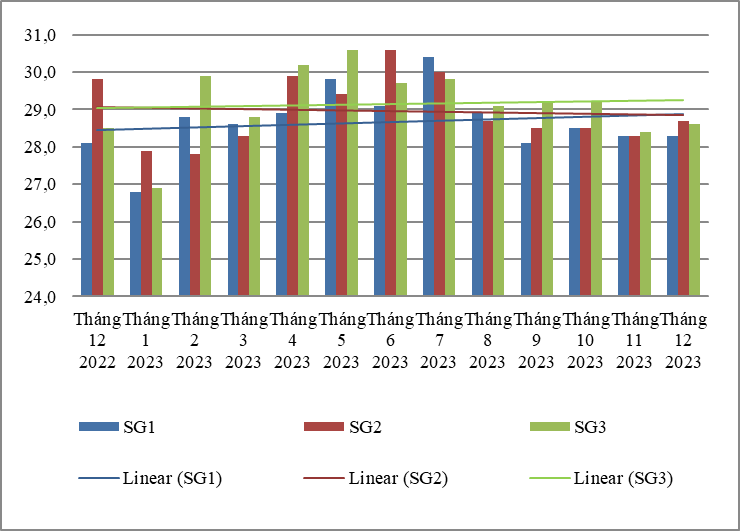 31,0
30,0
29,0
28,0
27,0
26,0
25,0
24,0
Tháng Tháng Tháng Tháng Tháng Tháng Tháng Tháng Tháng Tháng Tháng Tháng Tháng
12 1 2 3 4 5 6 7 8 9 10 11 12
2022 2023 2023 2023 2023 2023 2023 2023 2023 2023 2023 2023 2023
SG1 SG2 SG3
Linear (SG1) Linear (SG2) Linear (SG3)